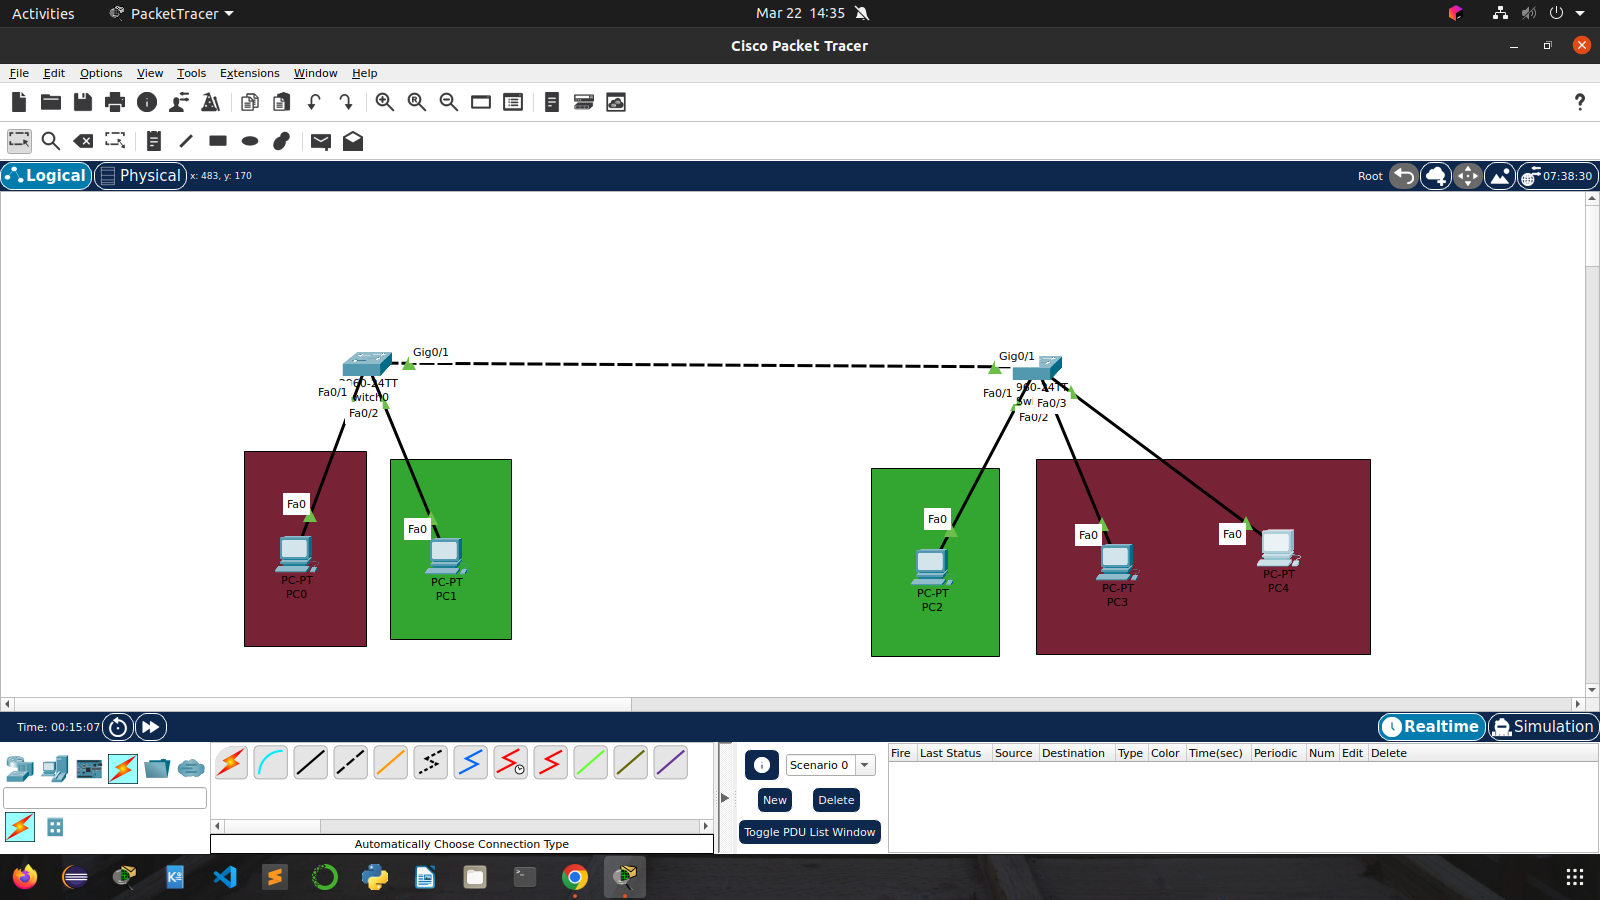 Activities PacketTracer Mar 22 14:35
Cisco Packet Tracer
File Edit Options View Tools Extensions Window Help
Logical Physical x: 483, y: 170 Root 07:38:30
Gig0/1 Gig0/1
2960-24TT 960-24TT
Fa0/1 witch0 Fa0/1 Swi Fa0/3
Fa0/2 Fa0/2
Fa0 Fa0 Fa0 Fa0 Fa0
PC-PT PC-PT PC-PT PC-PT PC-PT
PC0 PC1 PC2 PC3 PC4
Time: 00:15:07 Realtime Simulation
Scenario 0
New Delete
Toggle PDU List Window
Fire Last Status Source Destination Type Color Time(sec) Periodic Num Edit Delete
Automatically Choose Connection Type